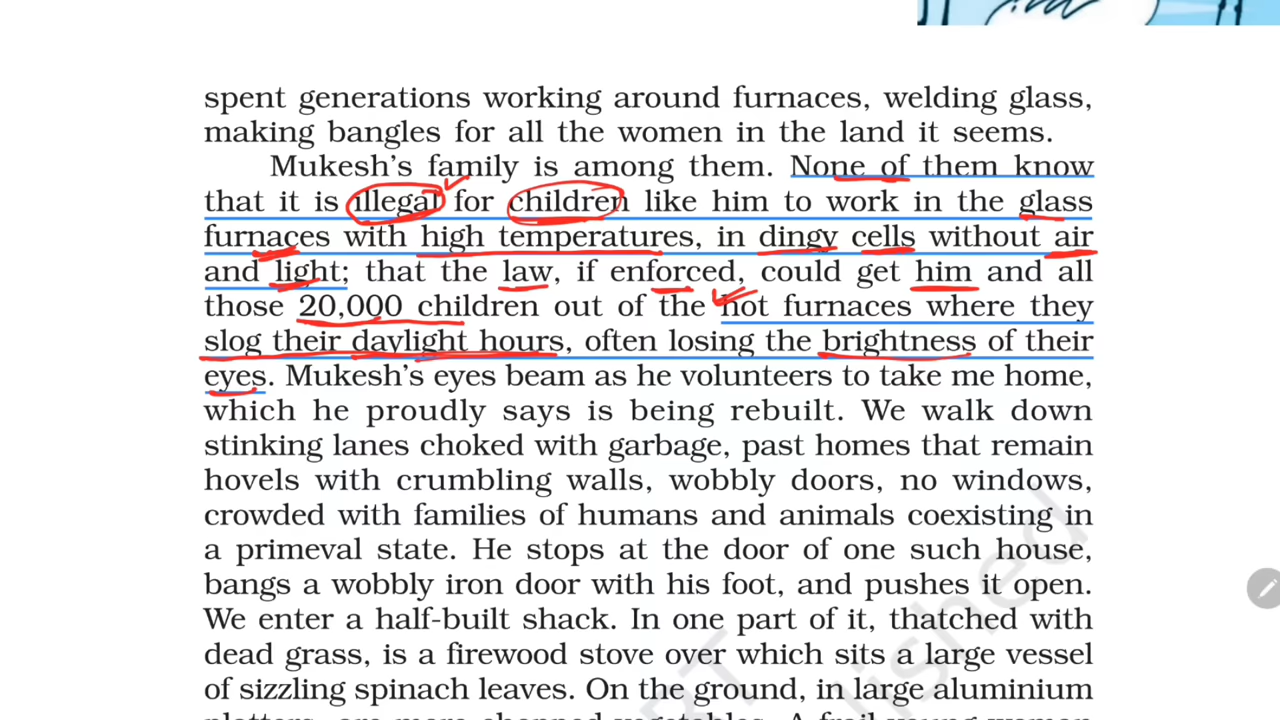 spent generations working around furnaces, welding glass,
making bangles for all the women in the land it seems.
Mukesh's family is among them. None of them know
that it is illegal for children like him to work in the glass
furnaces with high temperatures, in dingy cells without air
and light; that the law, if enforced, could get him and all
those 20,000 children out of the hot furnaces where they
slog their daylight hours, often losing the brightness of their
eyes. Mukesh's eyes beam as he volunteers to take me home,
which he proudly says is being rebuilt. We walk down
stinking lanes choked with garbage, past homes that remain
hovels with crumbling walls, wobbly doors, no windows,
crowded with families of humans and animals coexisting in
a primeval state. He stops at the door of one such house,
bangs a wobbly iron door with his foot, and pushes it open.
We enter a half-built shack. In one part of it, thatched with
dead grass, is a firewood stove over which sits a large vessel
of sizzling spinach leaves. On the ground, in large aluminium
platters, are more chopped vegetables. A frail young woman